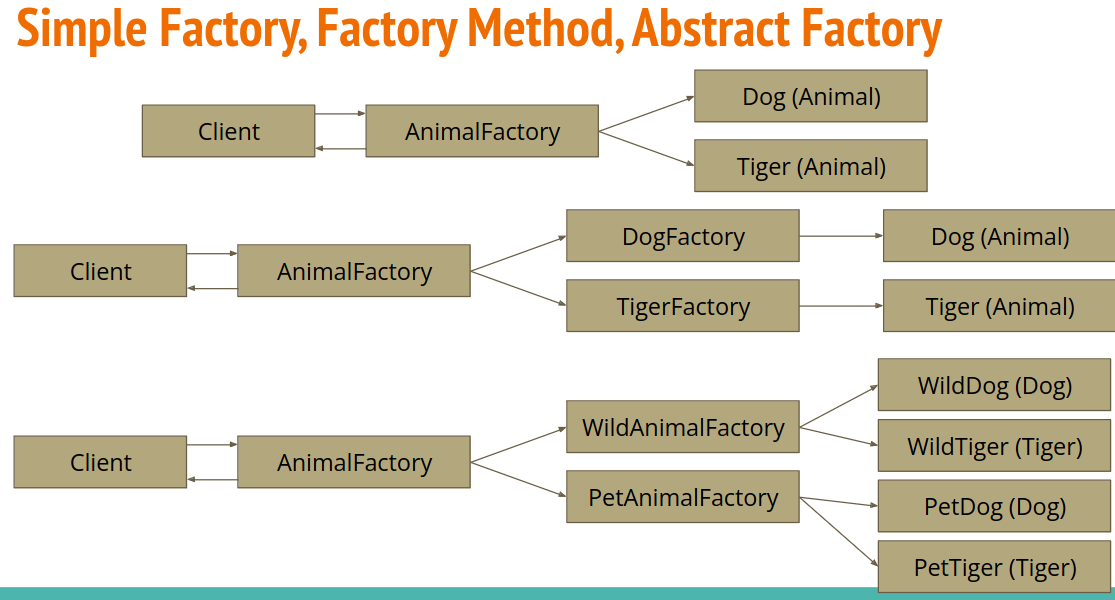 Simple Factory, Factory Method, Abstract Factory
Client
AnimalFactory
Dog (Animal)
Tiger (Animal)
Client
AnimalFactory
DogFactory
Dog (Animal)
TigerFactory
Tiger (Animal)
Client
AnimalFactory
WildAnimalFactory
WildDog (Dog)
WildTiger (Tiger)
PetAnimalFactory
PetDog (Dog)
PetTiger (Tiger)